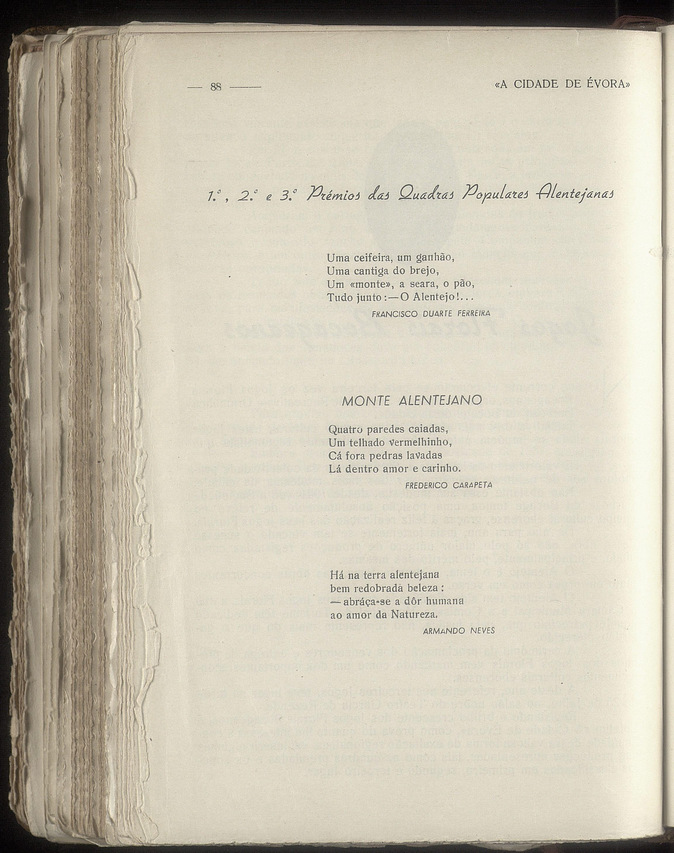 — 88 —— «A CIDADE DE ÉVORA»
1.º, 2.º e 3.º Prémios das Quadras Populares Alentejanas
Uma ceifeira, um ganhão,
Uma cantiga do brejo,
Um «monte», a seara, o pão,
Tudo junto:—O Alentejo!...
FRANCISCO DUARTE FERREIRA
MONTE ALENTEJANO
Quatro paredes caiadas,
Um telhado vermelhinho,
Cá fora pedras lavadas
Lá dentro amor e carinho.
FREDERICO CARAPETA
Há na terra alentejana
bem redobrada beleza:
— abráça-se a dôr humana
ao amor da Natureza.
ARMANDO NEVES